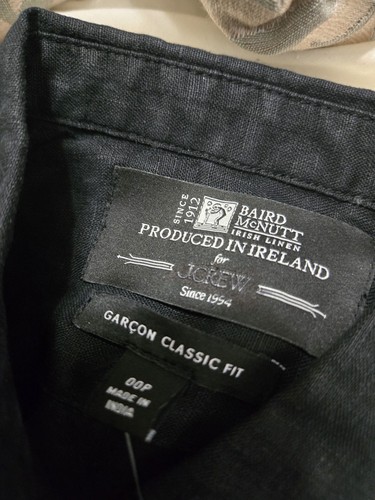 SINCE 1912
BAIRD
McNUTT
IRISH LINEN
PRODUCED IN IRELAND
for
J.CREW
Since 1994
GARÇON CLASSIC FIT
00P
MADE IN
INDIA